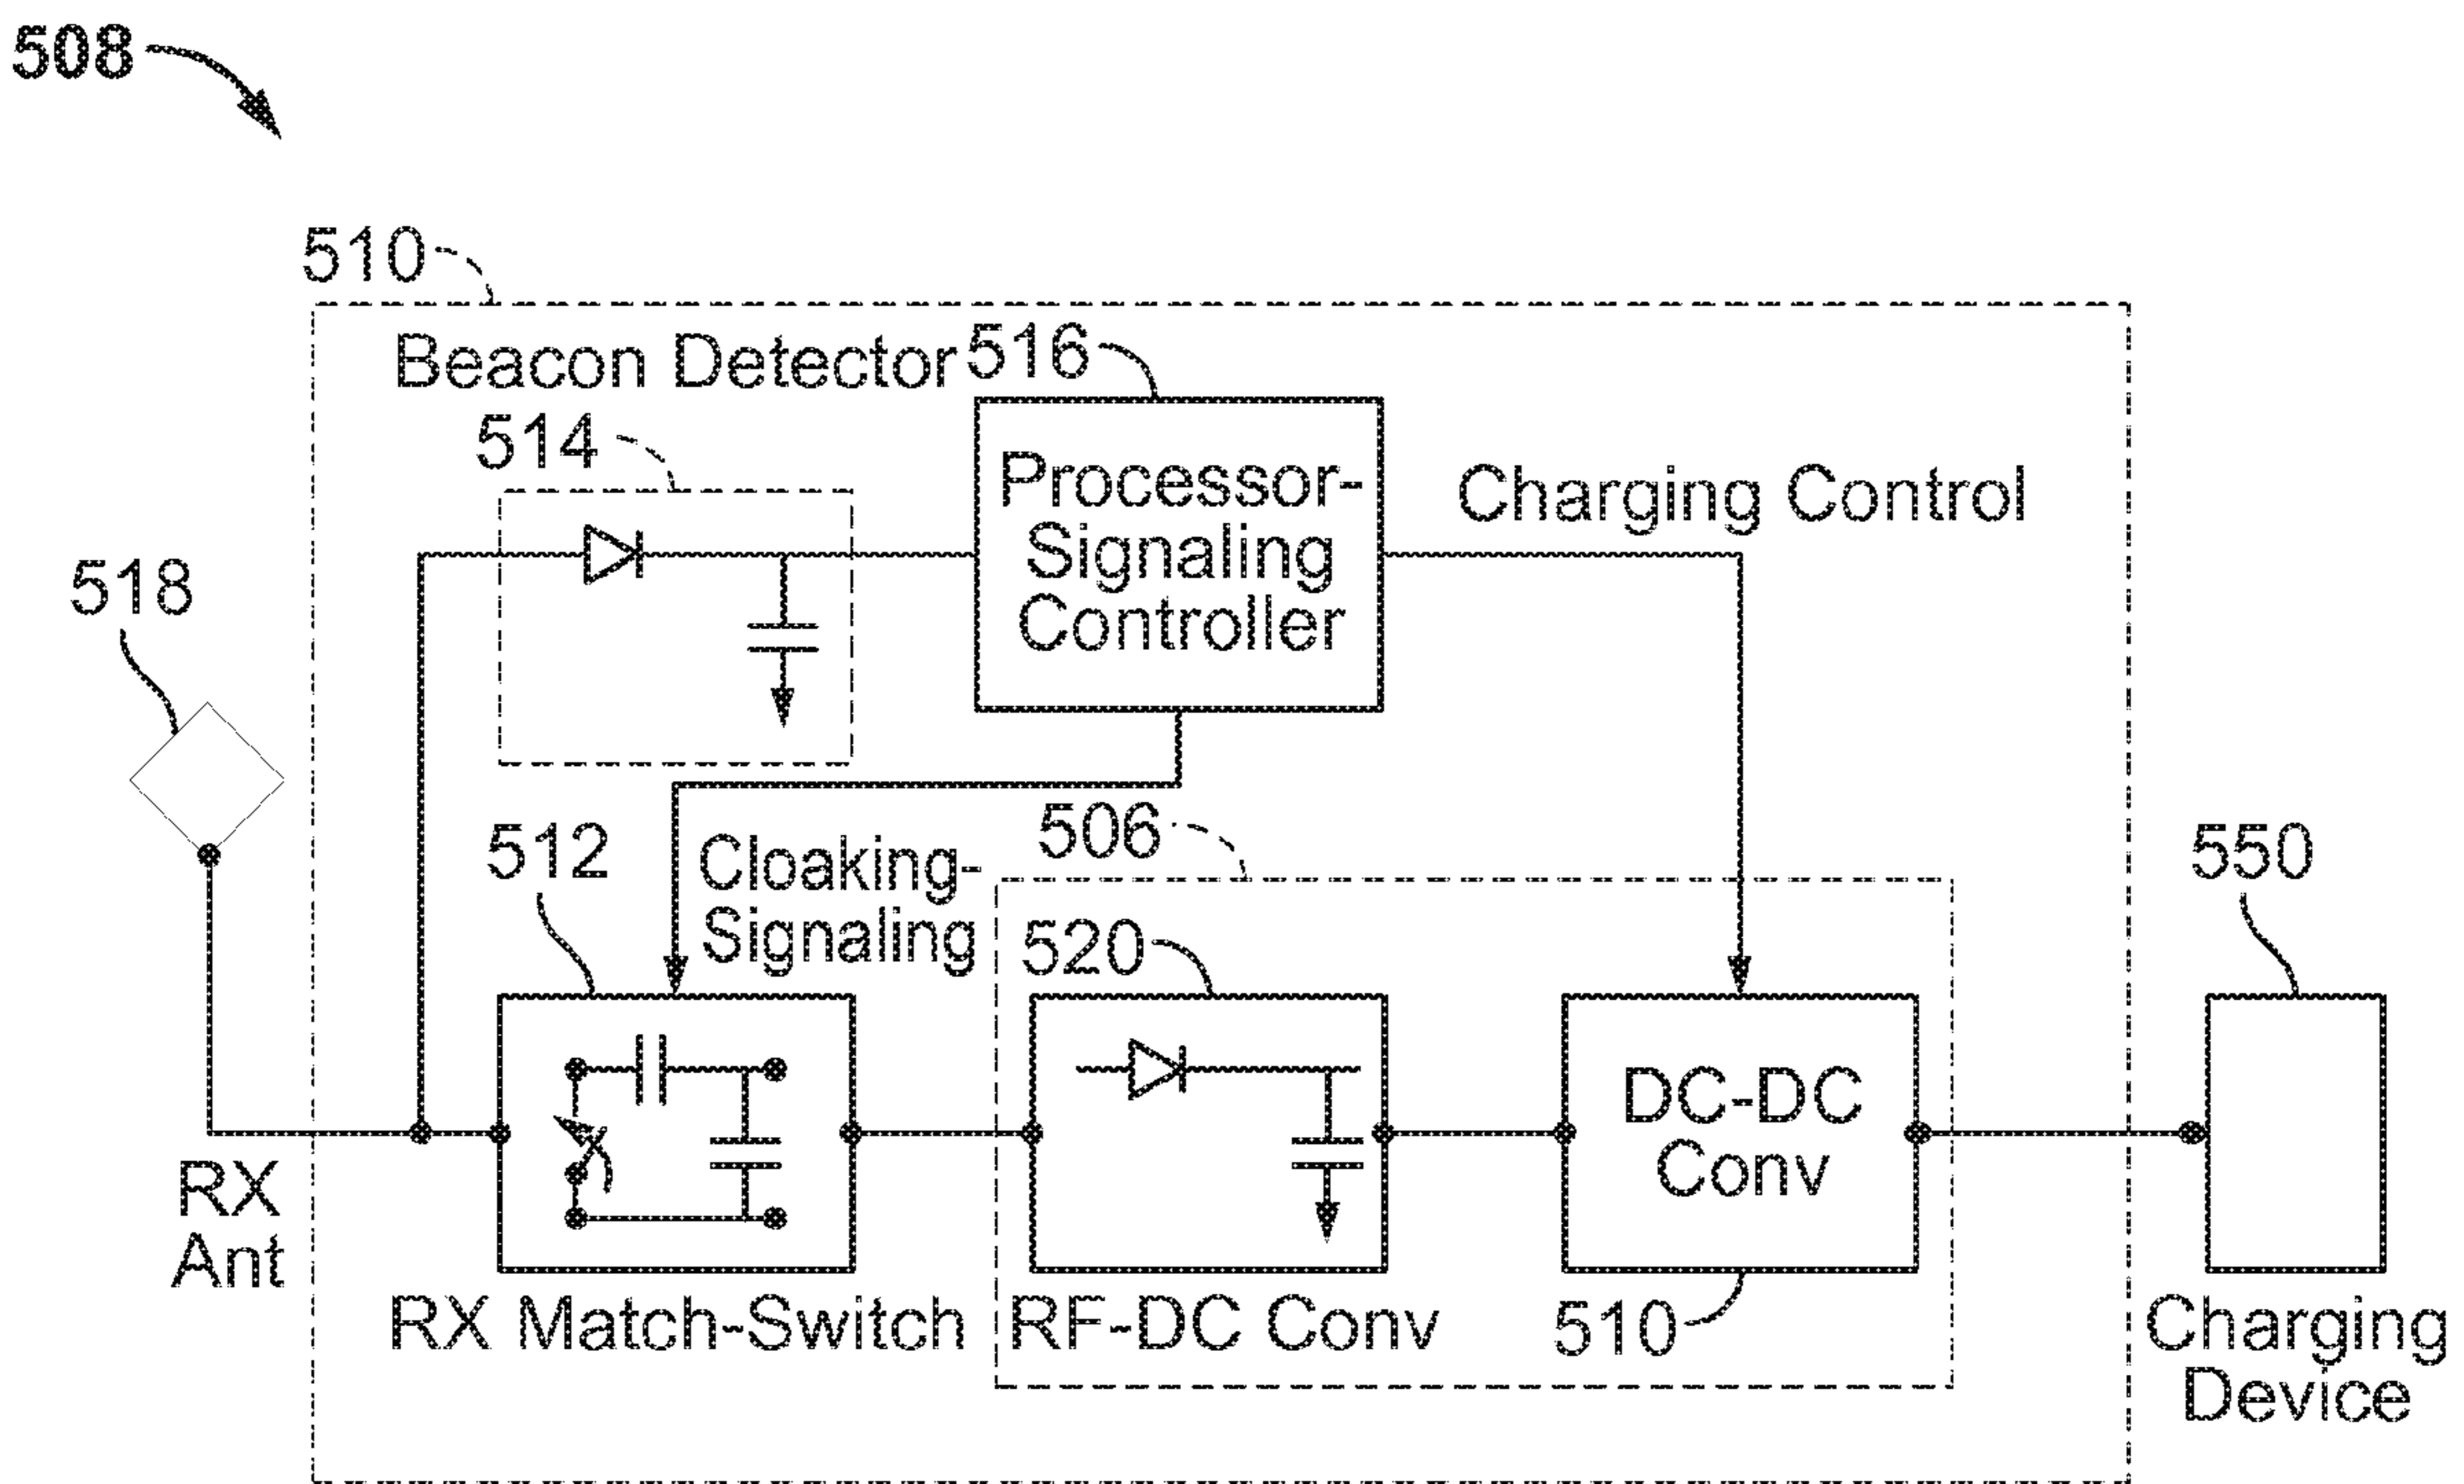 508
510
Beacon Detector
516
514
Processor-
Signaling
Controller
Charging Control
518
512
Cloaking-
Signaling
506
520
550
DC-DC
Conv
RX
Ant
RX Match-Switch
RF-DC Conv
510
Charging
Device